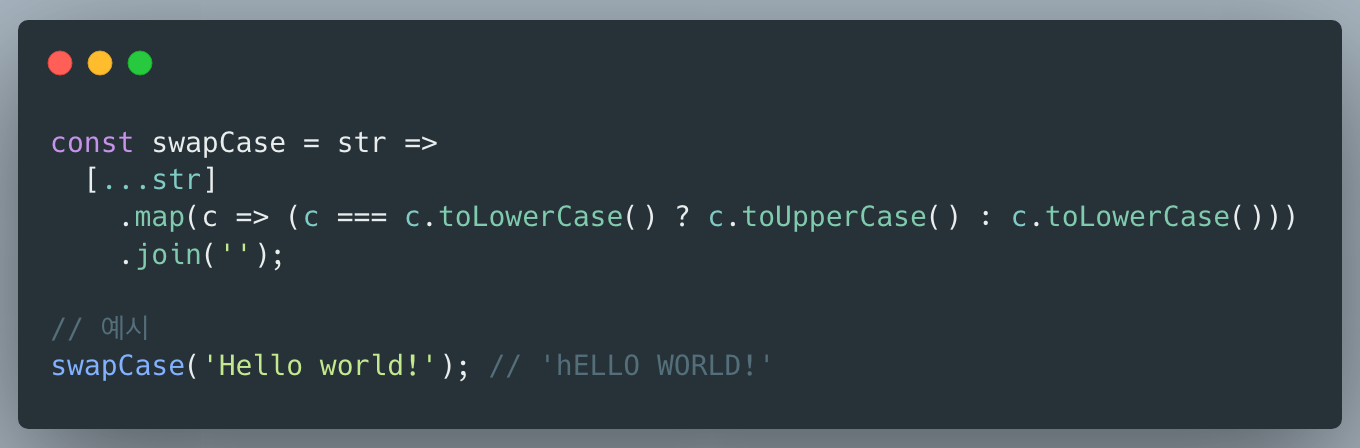 const swapCase = str =>
  [...str]
    .map(c => (c === c.toLowerCase() ? c.toUpperCase() : c.toLowerCase()))
    .join('');
// 예시
swapCase('Hello world!'); // 'hELLO WORLD!'